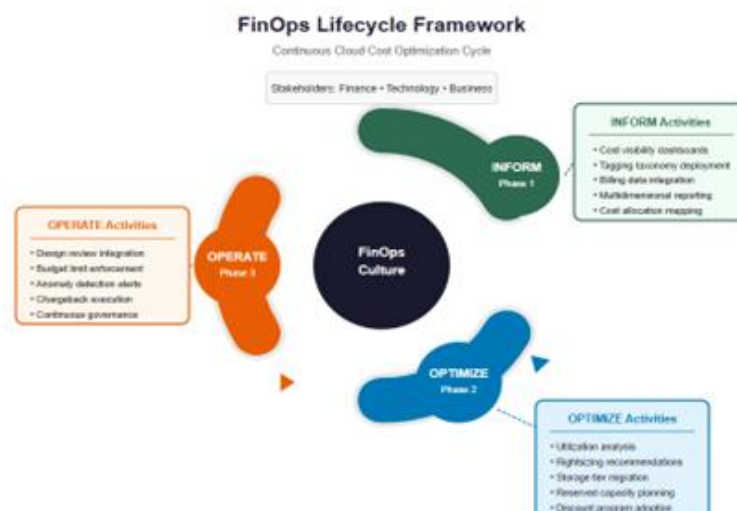 FinOps Lifecycle Framework
Continuous Cloud Cost Optimization Cycle
Stakeholders: Finance • Technology • Business
INFORM
Phase 1
INFORM Activities
• Cost visibility dashboards
• Tagging taxonomy deployment
• Billing data integration
• Multidimensional reporting
• Cost allocation mapping
FinOps
Culture
OPERATE
Phase 3
OPERATE Activities
• Design review integration
• Budget limit enforcement
• Anomaly detection alerts
• Chargeback execution
• Continuous governance
OPTIMIZE
Phase 2
OPTIMIZE Activities
• Utilization analysis
• Rightsizing recommendations
• Storage tier migration
• Reserved capacity planning
• Discount program adoption